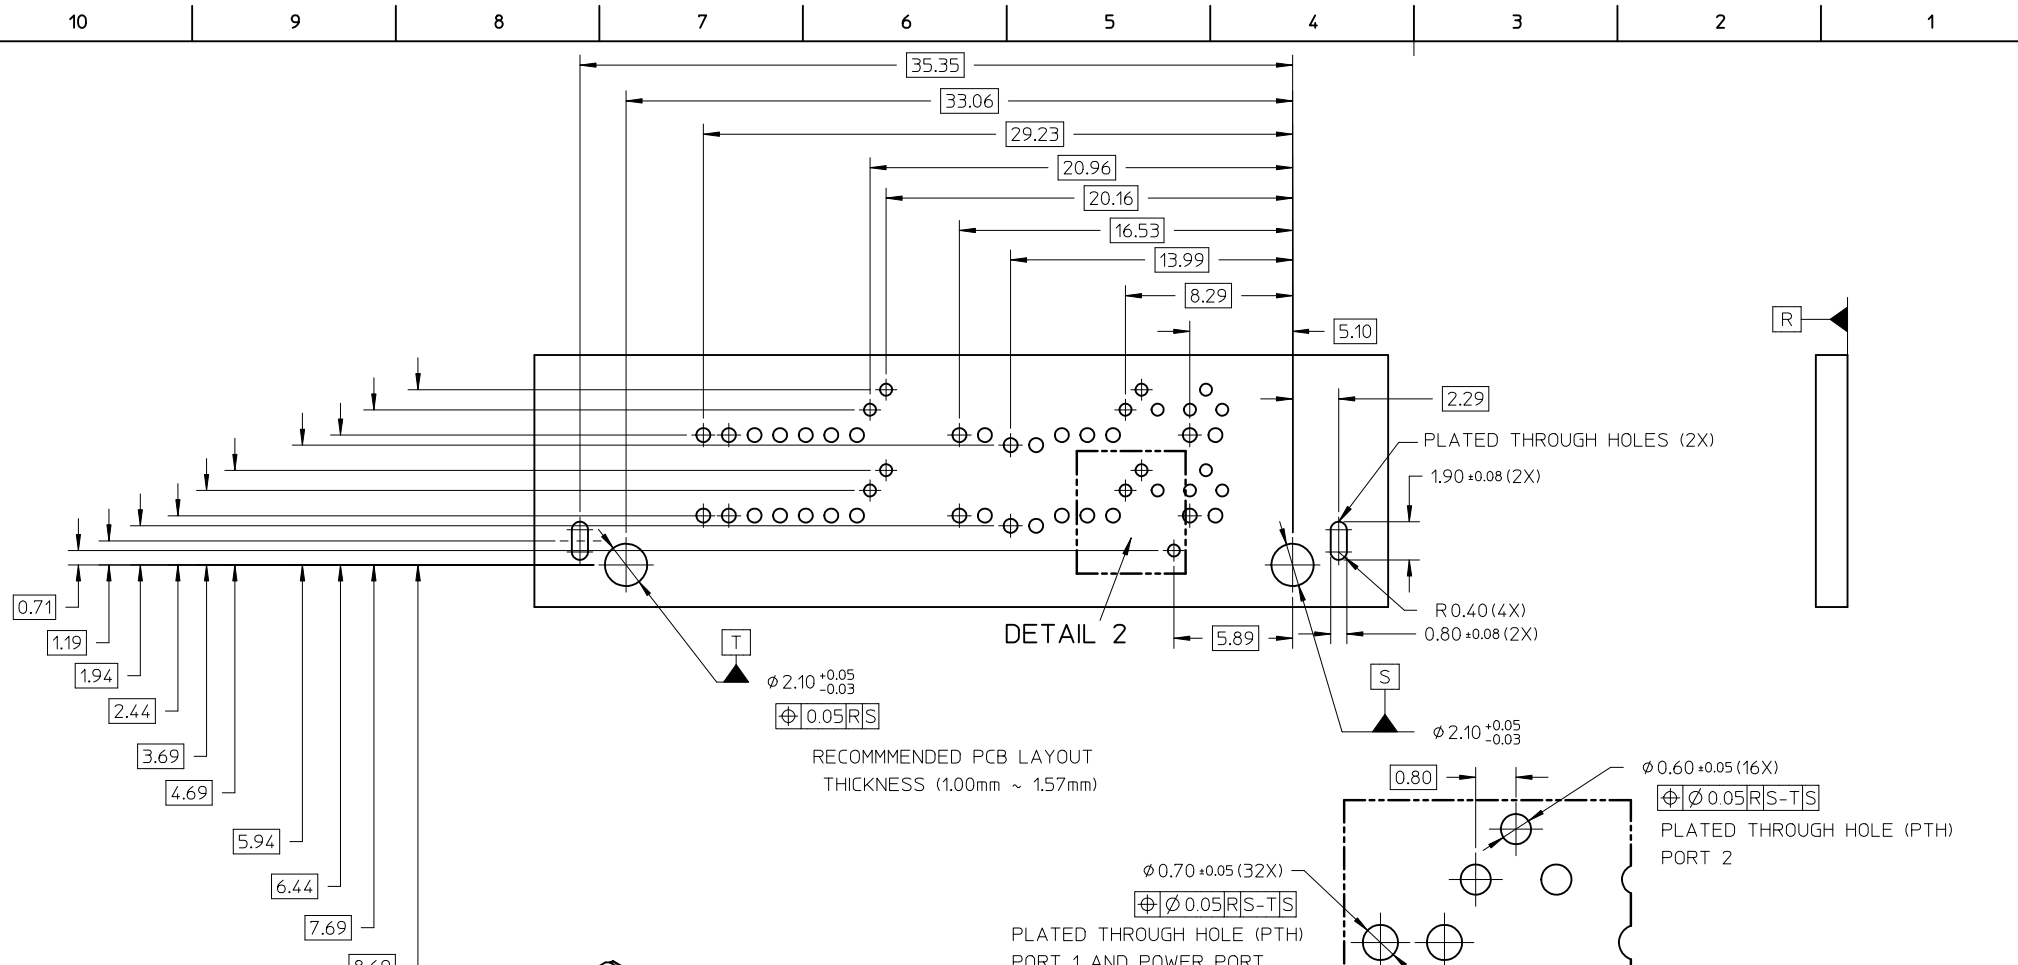 10 9 8 7 6 5 4 3 2 1
35.35
33.06
29.23
20.96
20.16
16.53
13.99
8.29
5.10
R
2.29
PLATED THROUGH HOLES (2X)
1.90 ±0.08 (2X)
R 0.40 (4X)
0.80 ±0.08 (2X)
0.71
1.19
1.94
2.44
3.69
4.69
5.94
6.44
7.69
DETAIL 2
5.89
T
Ø 2.10 +0.05 -0.03
⌖ 0.05 R S
S
Ø 2.10 +0.05 -0.03
RECOMMMENDED PCB LAYOUT
THICKNESS (1.00mm ~ 1.57mm)
0.80
Ø 0.60 ±0.05 (16X)
⌖ Ø 0.05 R S-T S
PLATED THROUGH HOLE (PTH)
PORT 2
Ø 0.70 ±0.05 (32X)
⌖ Ø 0.05 R S-T S
PLATED THROUGH HOLE (PTH)
PORT 1 AND POWER PORT